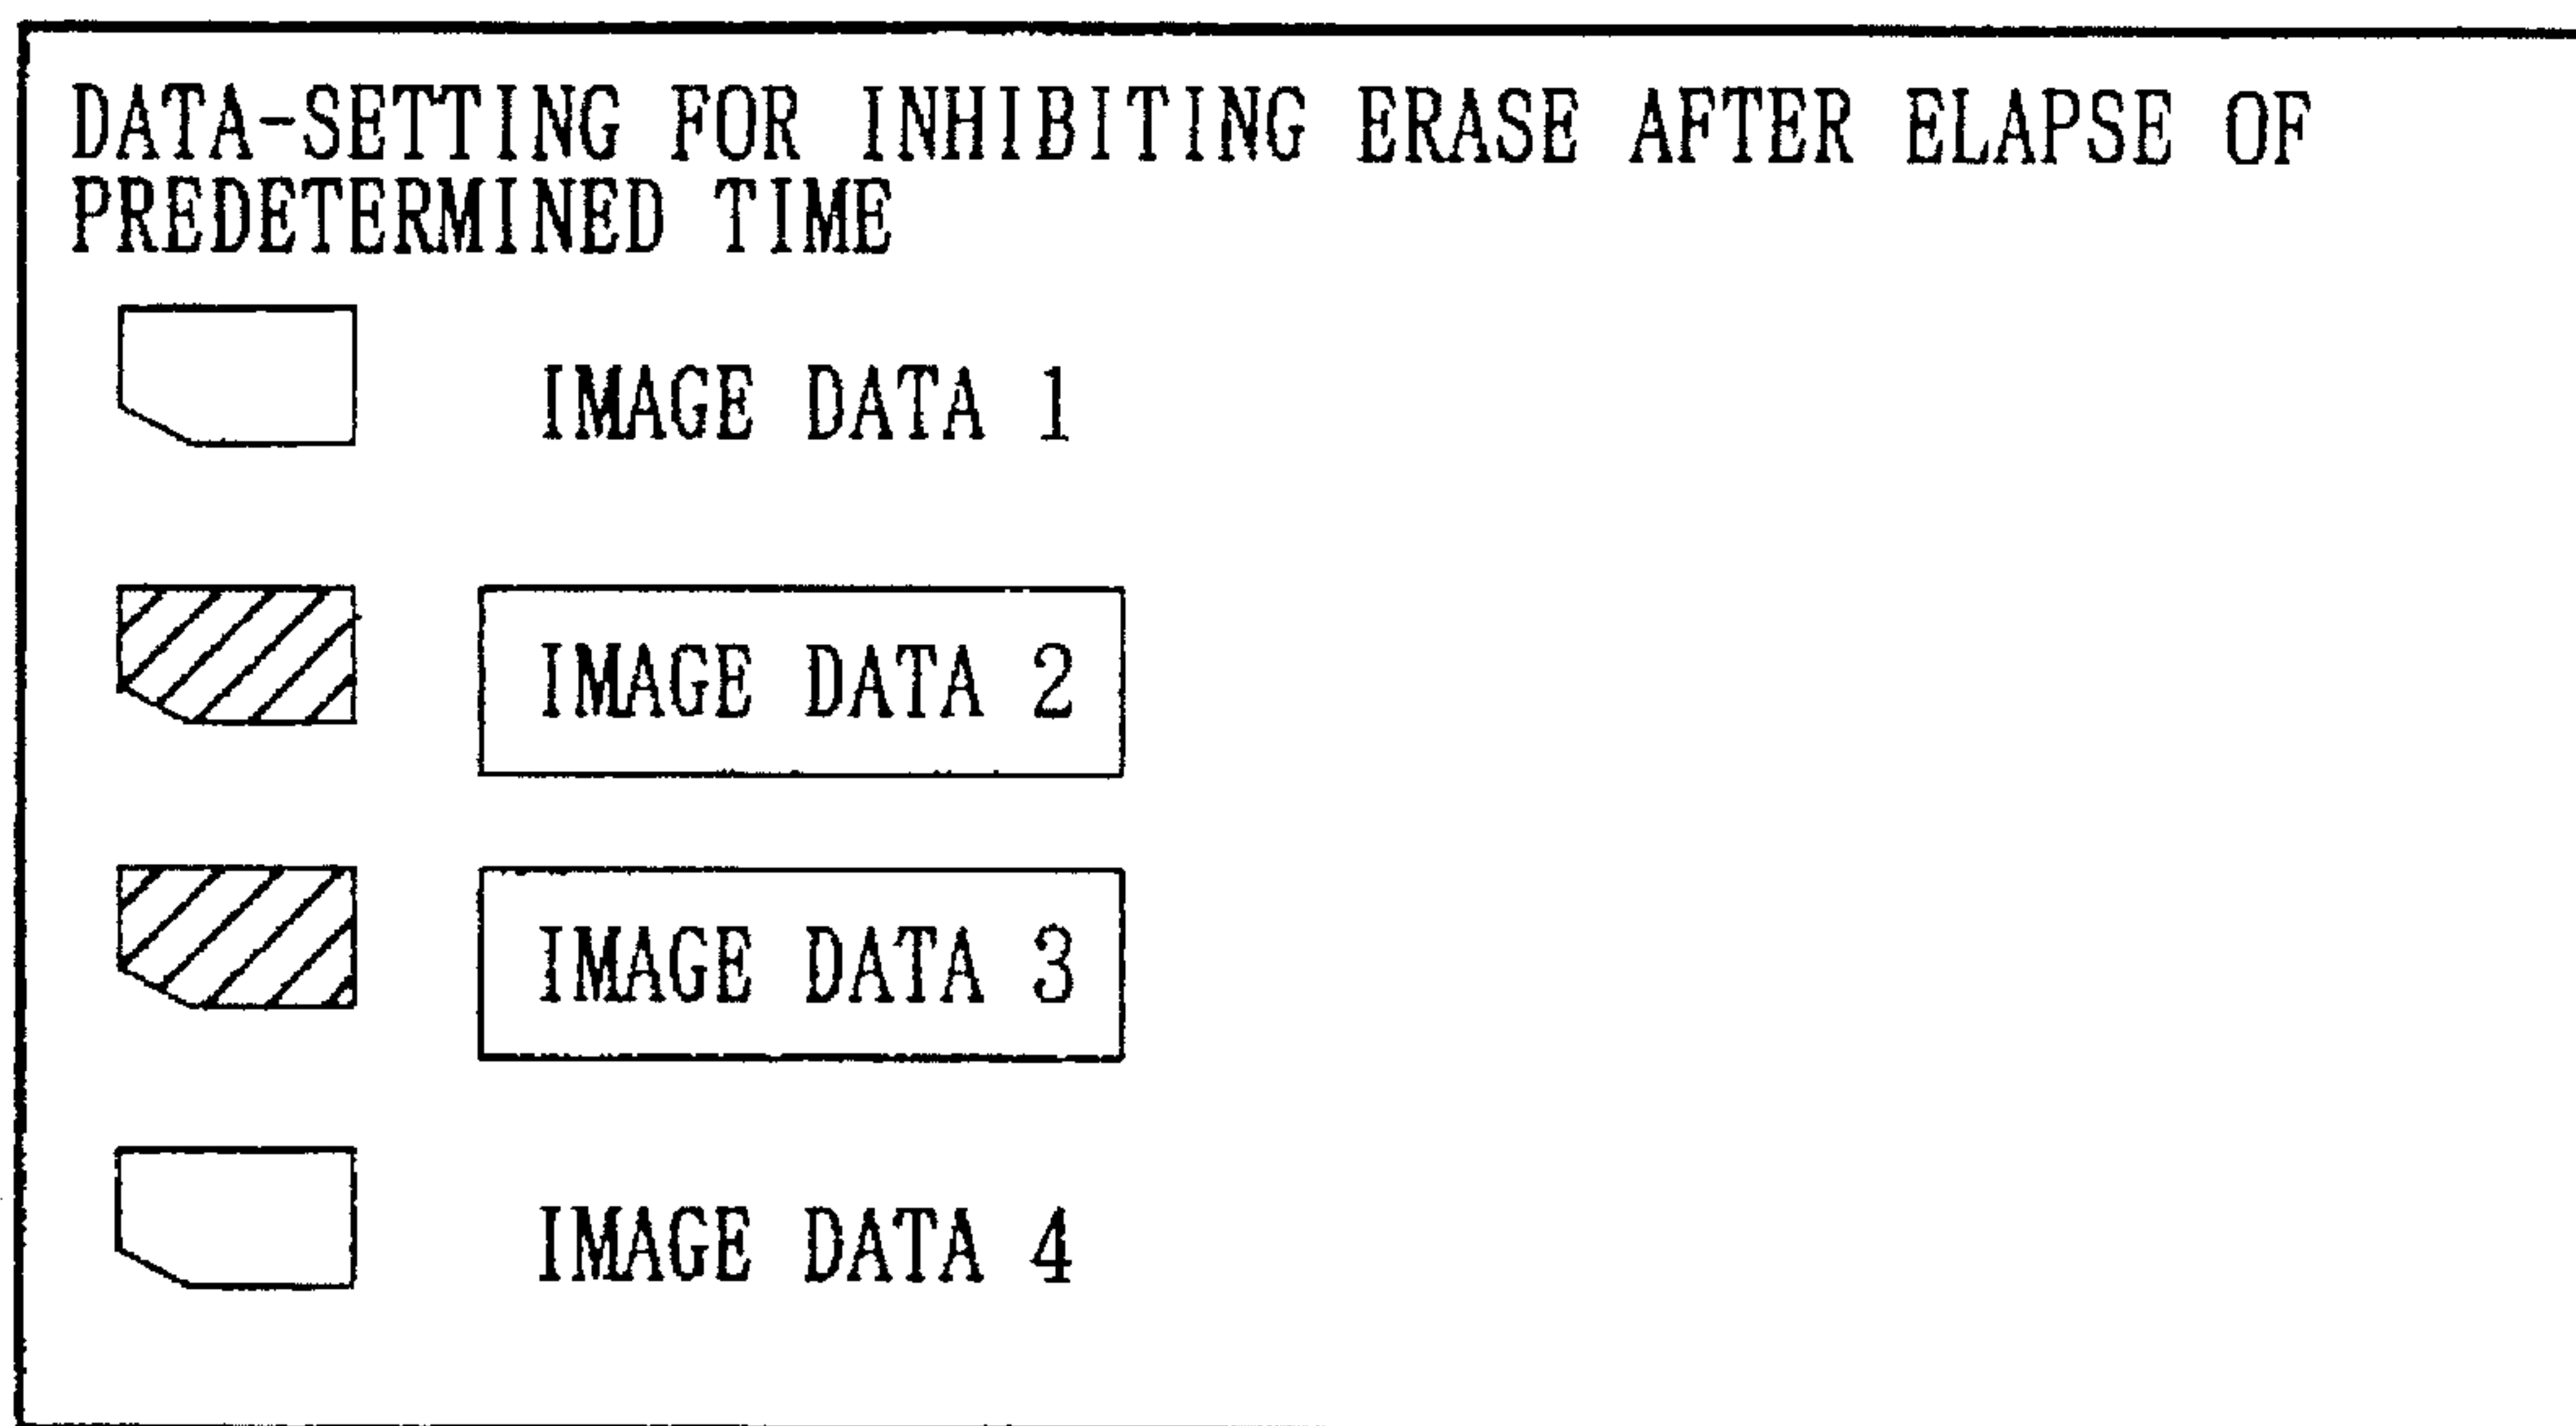 DATA-SETTING FOR INHIBITING ERASE AFTER ELAPSE OF
PREDETERMINED TIME
IMAGE DATA 1
IMAGE DATA 2
IMAGE DATA 3
IMAGE DATA 4